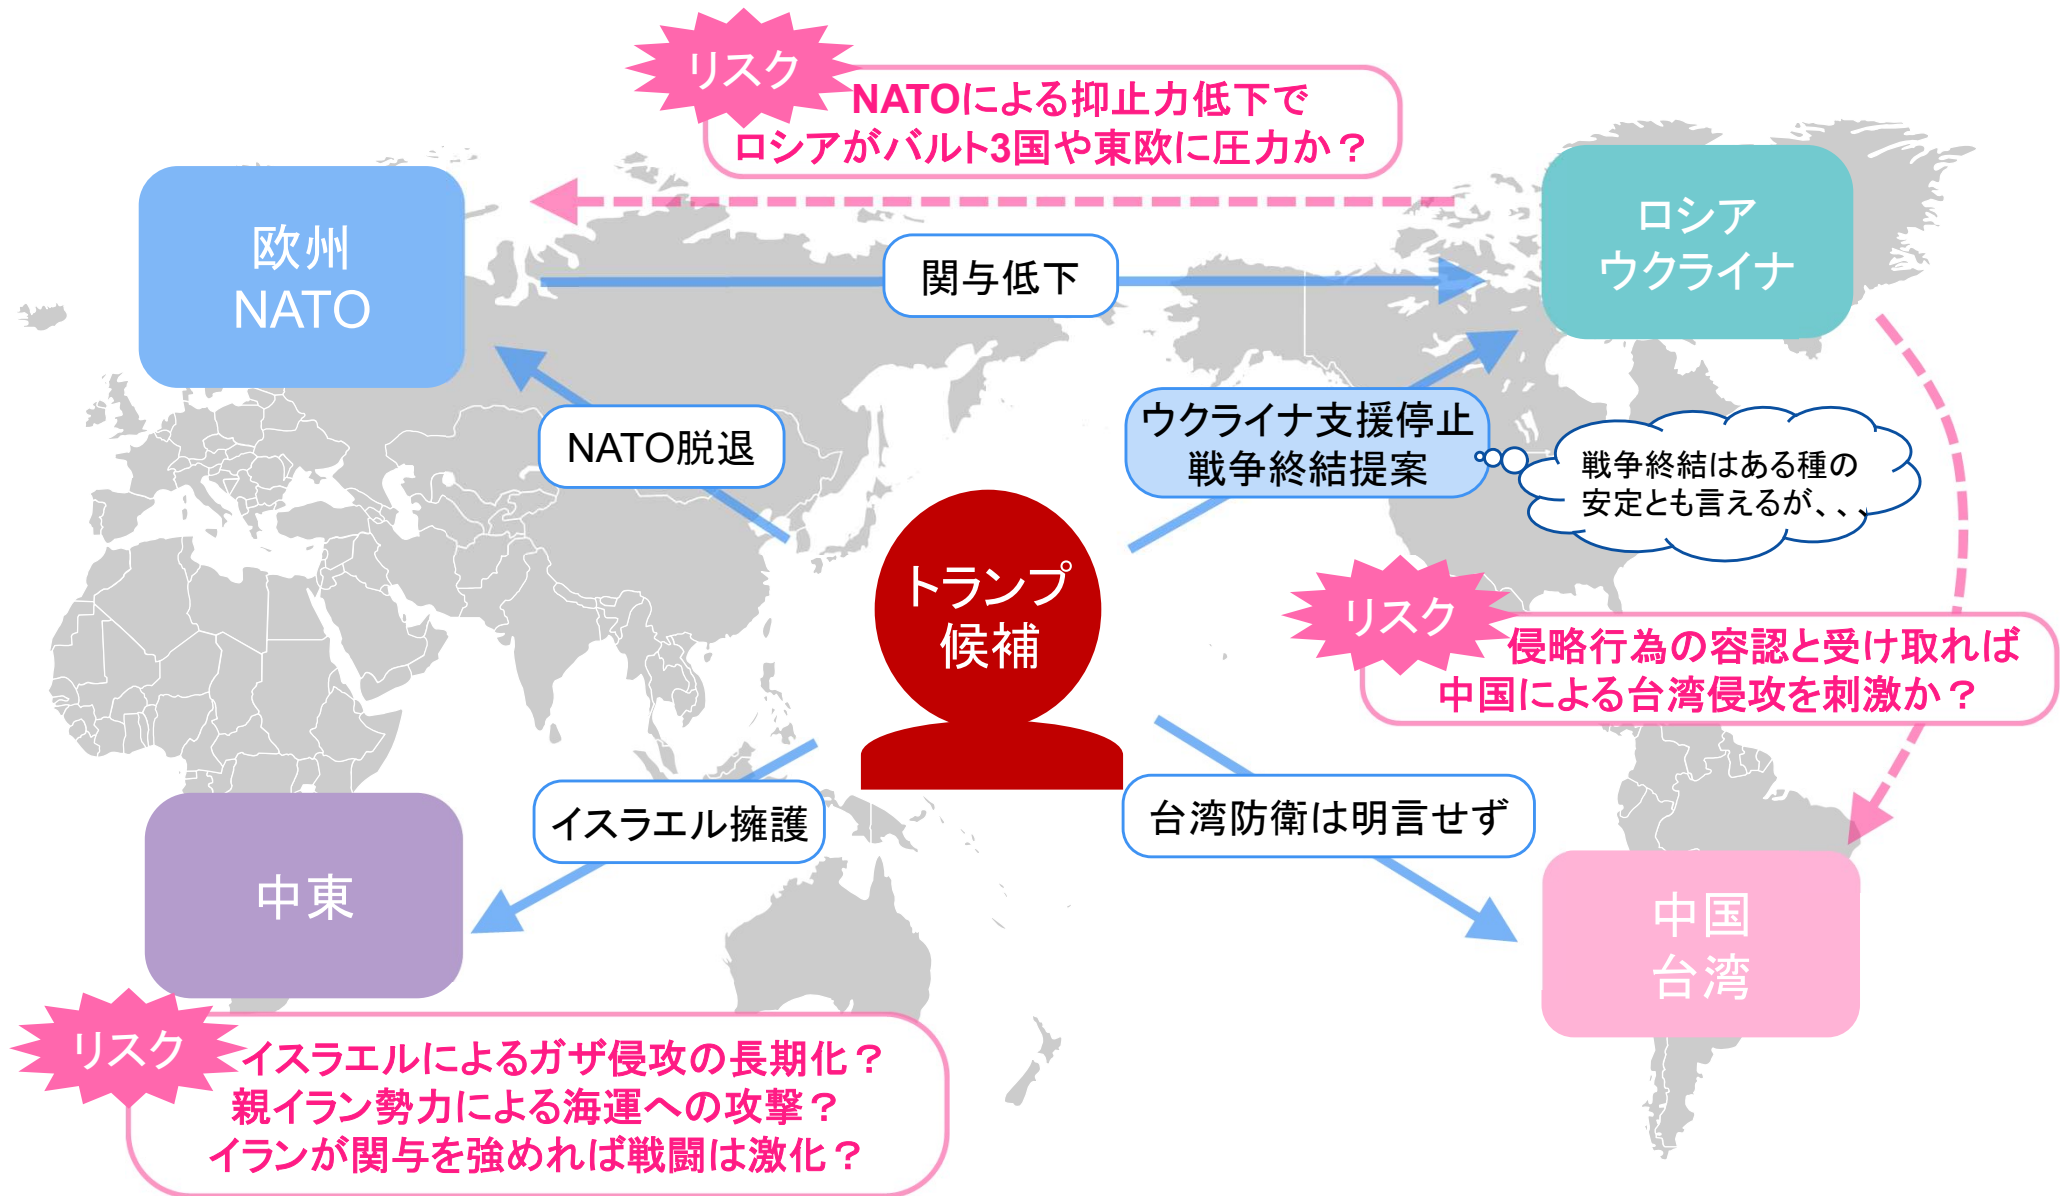 リスク
NATOによる抑止力低下で
ロシアがバルト3国や東欧に圧力か？
欧州
NATO
ロシア
ウクライナ
関与低下
NATO脱退
ウクライナ支援停止
戦争終結提案
戦争終結はある種の
安定とも言えるが、、、
トランプ
候補
リスク
侵略行為の容認と受け取れば
中国による台湾侵攻を刺激か？
イスラエル擁護
台湾防衛は明言せず
中東
中国
台湾
リスク
イスラエルによるガザ侵攻の長期化？
親イラン勢力による海運への攻撃？
イランが関与を強めれば戦闘は激化？